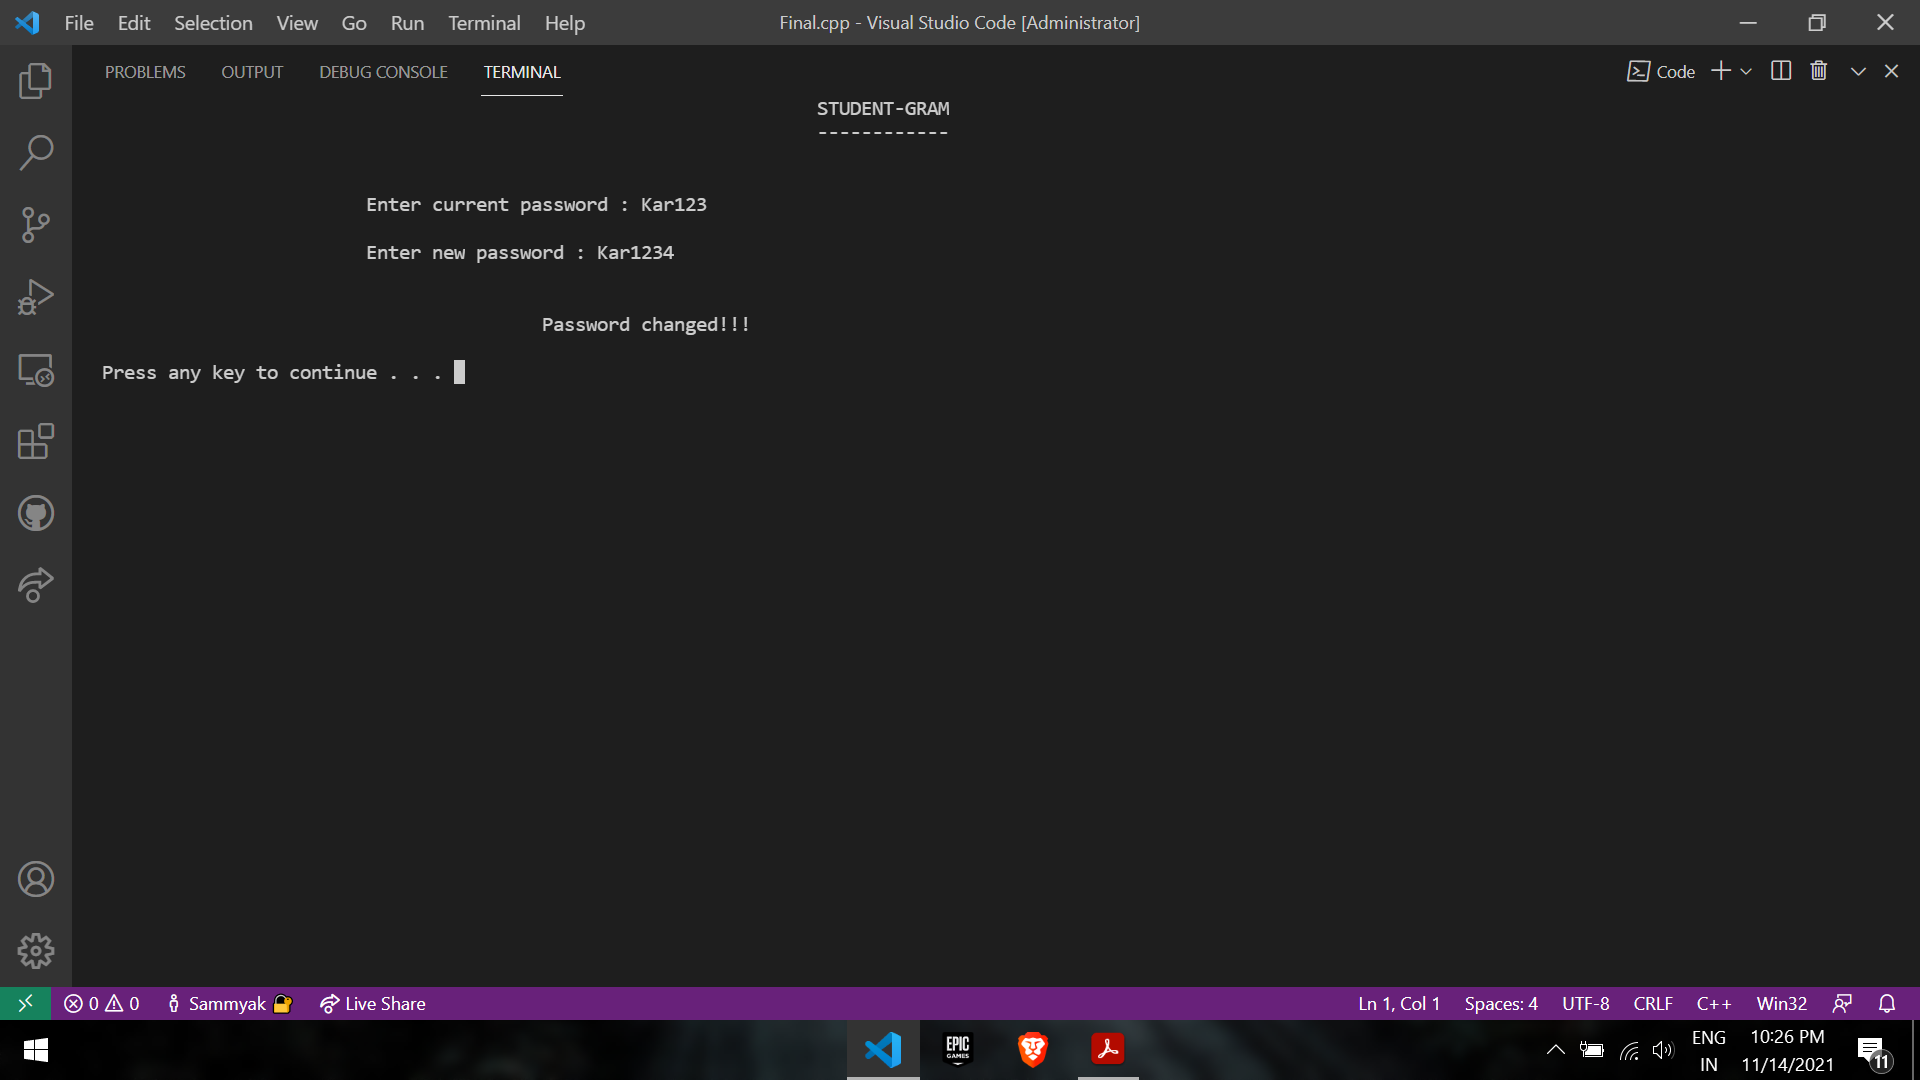 File Edit Selection View Go Run Terminal Help Final.cpp - Visual Studio Code [Administrator]
PROBLEMS OUTPUT DEBUG CONSOLE TERMINAL Code
STUDENT-GRAM
------------
Enter current password : Kar123
Enter new password : Kar1234
Password changed!!!
Press any key to continue . . .
0 0 Sammyak Live Share Ln 1, Col 1 Spaces: 4 UTF-8 CRLF C++ Win32
EPIC GAMES
ENG 10:26 PM
IN 11/14/2021 11